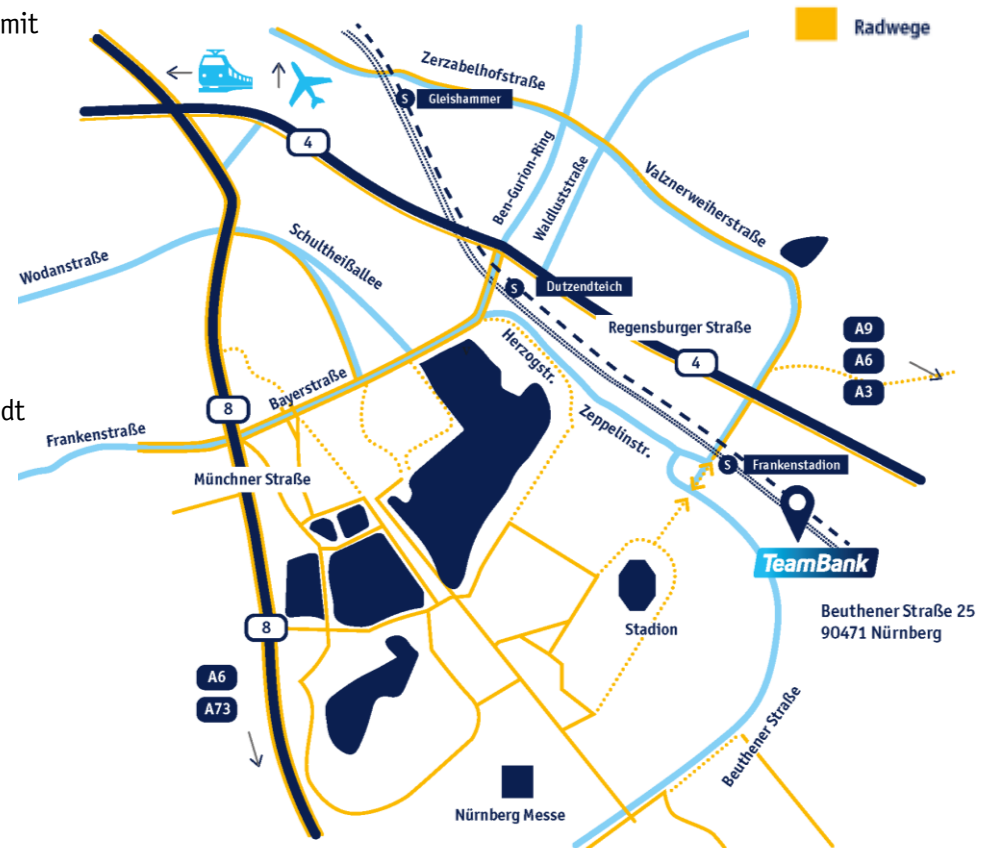 mit
Radwege
Zerzabelhofstraße
S
Gleishammer
4
Ben-Gurion-Ring
Waldluststraße
Valznerweiherstraße
Schultheißallee
Wodanstraße
S
Dutzendteich
Regensburger Straße
4
A9
A6
A3
Herzogstr.
Bayerstraße
8
dt
Zeppelinstr.
Frankenstraße
Münchner Straße
S
Frankenstadion
TeamBank
Beuthener Straße 25
90471 Nürnberg
Stadion
8
A6
A73
Beuthener Straße
Nürnberg Messe